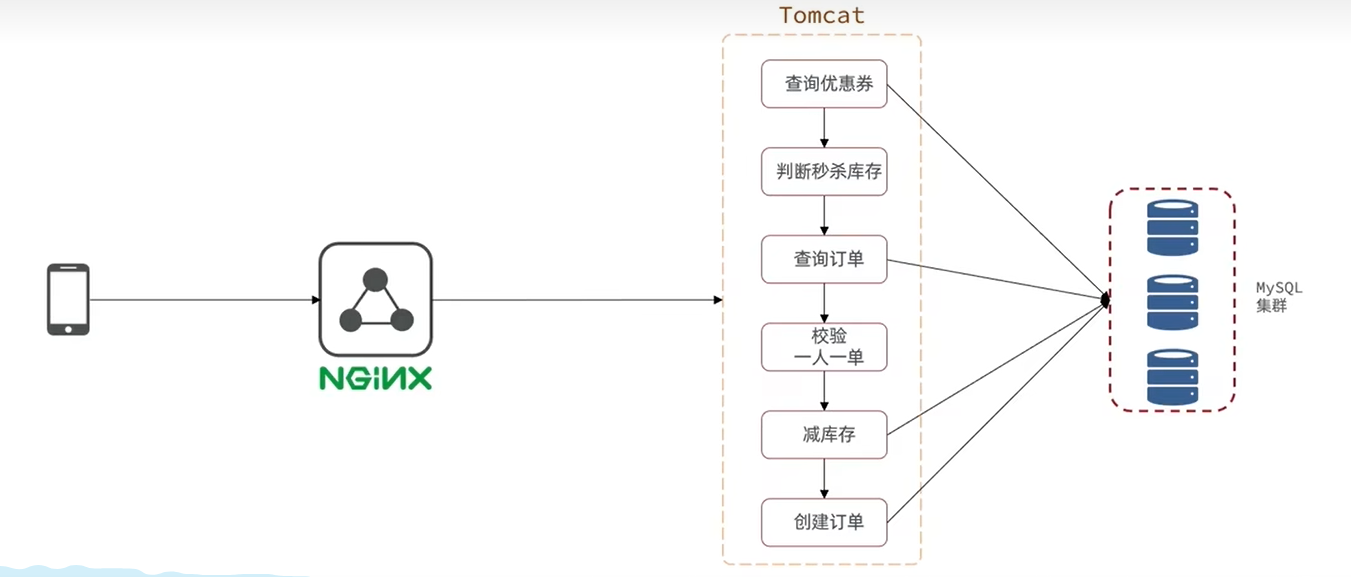 Tomcat
查询优惠券
判断秒杀库存
查询订单
校验
一人一单
减库存
创建订单
NGINX
MySQL
集群